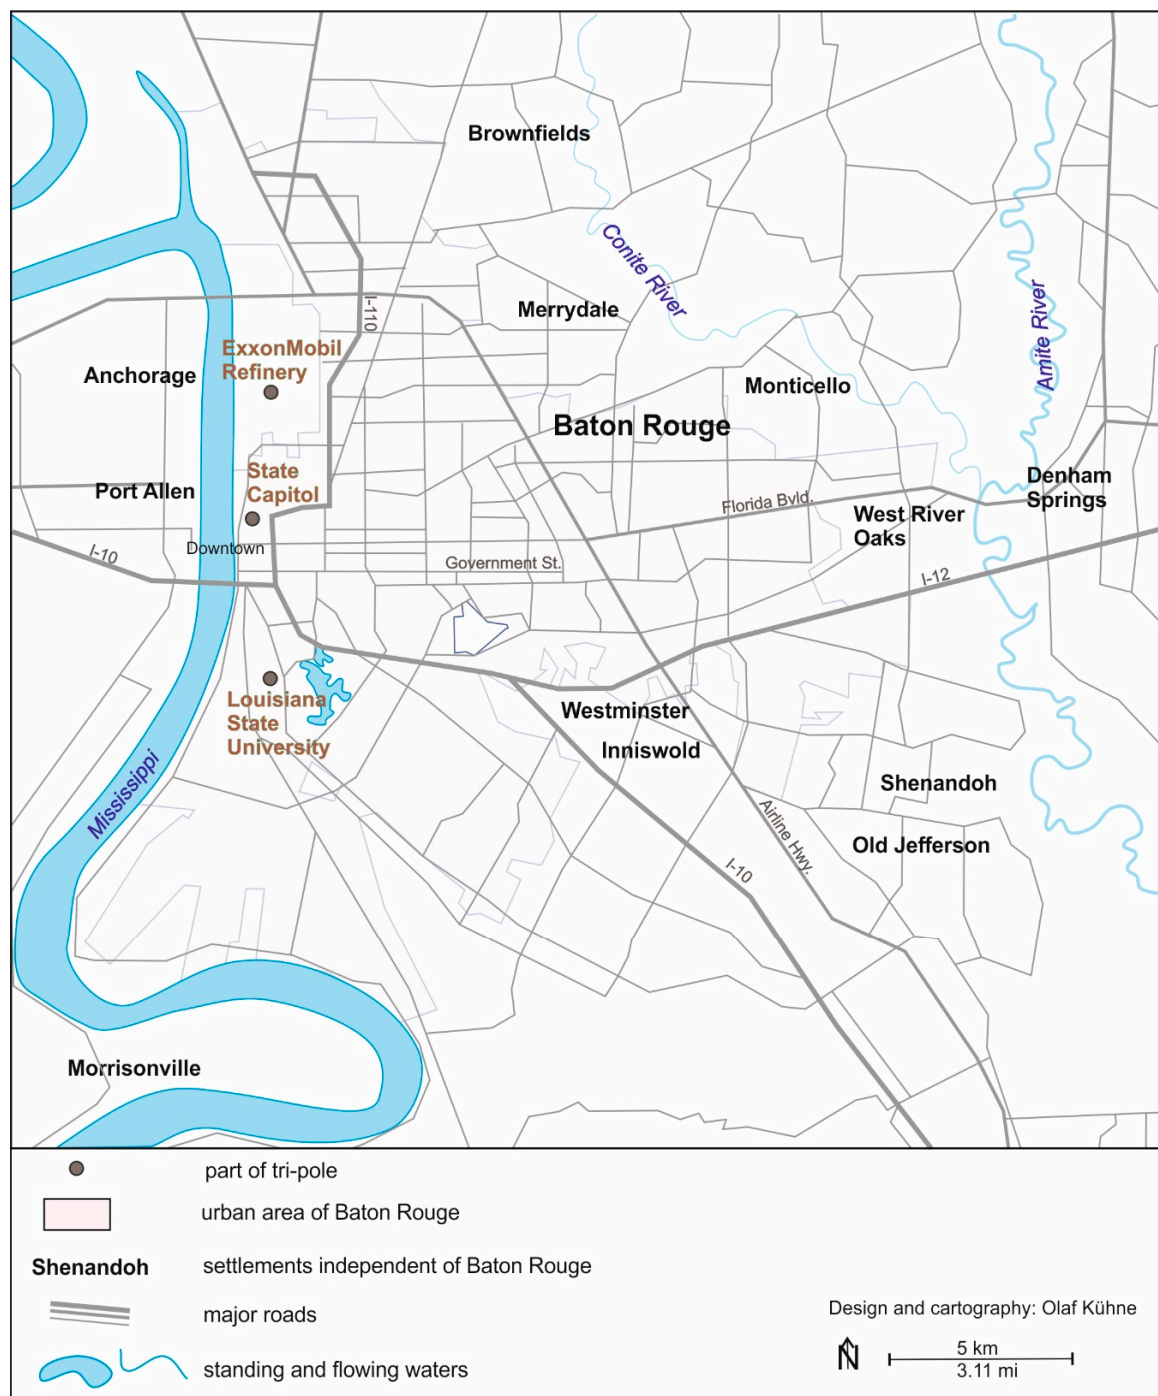 Brownfields
Conite River
Merrydale
Amite River
I-110
ExxonMobil
Refinery
Anchorage
Monticello
Baton Rouge
State
Capitol
Port Allen
Denham
Springs
Florida Bvld.
West River
Oaks
Downtown
I-10
Government St.
I-12
Louisiana
State
University
Westminster
Inniswold
Mississippi
Shenandoh
Airline Hwy.
Old Jefferson
I-10
Morrisonville
part of tri-pole
urban area of Baton Rouge
Shenandoh
settlements independent of Baton Rouge
major roads
Design and cartography: Olaf Kühne
standing and flowing waters
N
5 km
3.11 mi